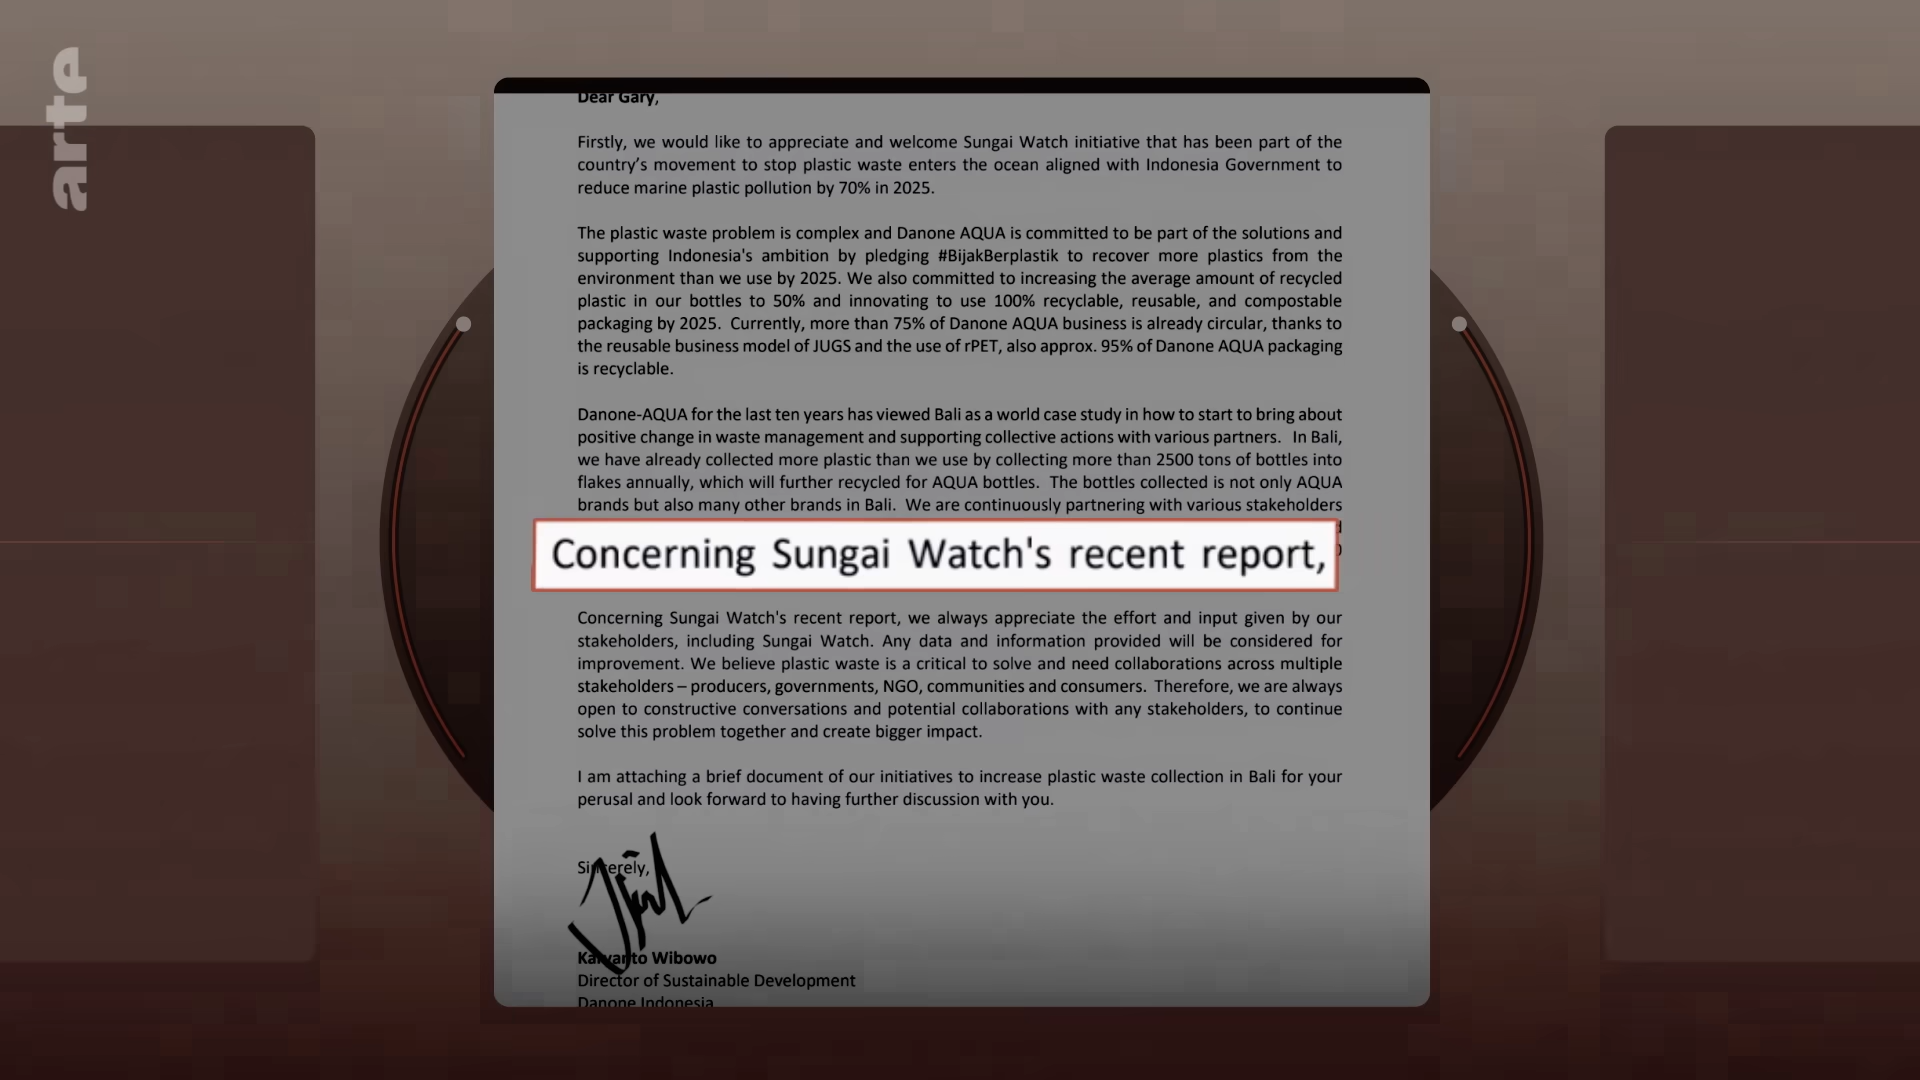 arte
Dear Gary,
Firstly, we would like to appreciate and welcome Sungai Watch initiative that has been part of the
country’s movement to stop plastic waste enters the ocean aligned with Indonesia Government to
reduce marine plastic pollution by 70% in 2025.
The plastic waste problem is complex and Danone AQUA is committed to be part of the solutions and
supporting Indonesia's ambition by pledging #BijakBerplastik to recover more plastics from the
environment than we use by 2025. We also committed to increasing the average amount of recycled
plastic in our bottles to 50% and innovating to use 100% recyclable, reusable, and compostable
packaging by 2025. Currently, more than 75% of Danone AQUA business is already circular, thanks to
the reusable business model of JUGS and the use of rPET, also approx. 95% of Danone AQUA packaging
is recyclable.
Danone-AQUA for the last ten years has viewed Bali as a world case study in how to start to bring about
positive change in waste management and supporting collective actions with various partners. In Bali,
we have already collected more plastic than we use by collecting more than 2500 tons of bottles into
flakes annually, which will further recycled for AQUA bottles. The bottles collected is not only AQUA
brands but also many other brands in Bali. We are continuously partnering with various stakeholders
Concerning Sungai Watch's recent report,
Concerning Sungai Watch's recent report, we always appreciate the effort and input given by our
stakeholders, including Sungai Watch. Any data and information provided will be considered for
improvement. We believe plastic waste is a critical to solve and need collaborations across multiple
stakeholders – producers, governments, NGO, communities and consumers. Therefore, we are always
open to constructive conversations and potential collaborations with any stakeholders, to continue
solve this problem together and create bigger impact.
I am attaching a brief document of our initiatives to increase plastic waste collection in Bali for your
perusal and look forward to having further discussion with you.
Sincerely,
Karyanto Wibowo
Director of Sustainable Development
Danone Indonesia